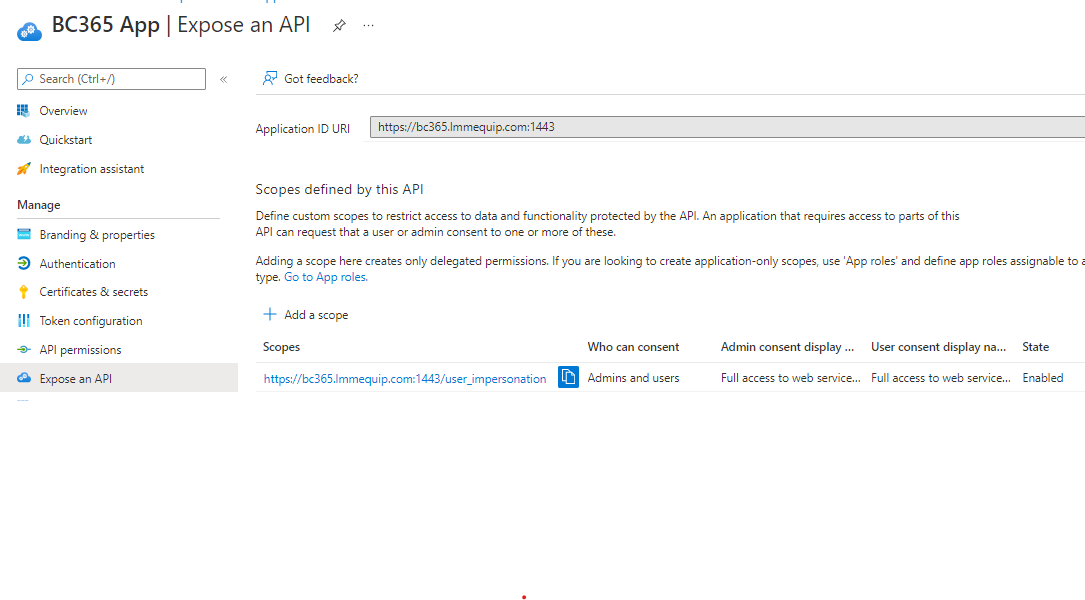 BC365 App | Expose an API
Search (Ctrl+/)
Overview
Quickstart
Integration assistant
Manage
Branding & properties
Authentication
Certificates & secrets
Token configuration
API permissions
Expose an API
Got feedback?
Application ID URI
https://bc365.lmmequip.com:1443
Scopes defined by this API
Define custom scopes to restrict access to data and functionality protected by the API. An application that requires access to parts of this
API can request that a user or admin consent to one or more of these.
Adding a scope here creates only delegated permissions. If you are looking to create application-only scopes, use 'App roles' and define app roles assignable to a
type. Go to App roles.
Add a scope
Scopes Who can consent Admin consent display ... User consent display na... State
https://bc365.lmmequip.com:1443/user_impersonation Admins and users Full access to web service... Full access to web service... Enabled